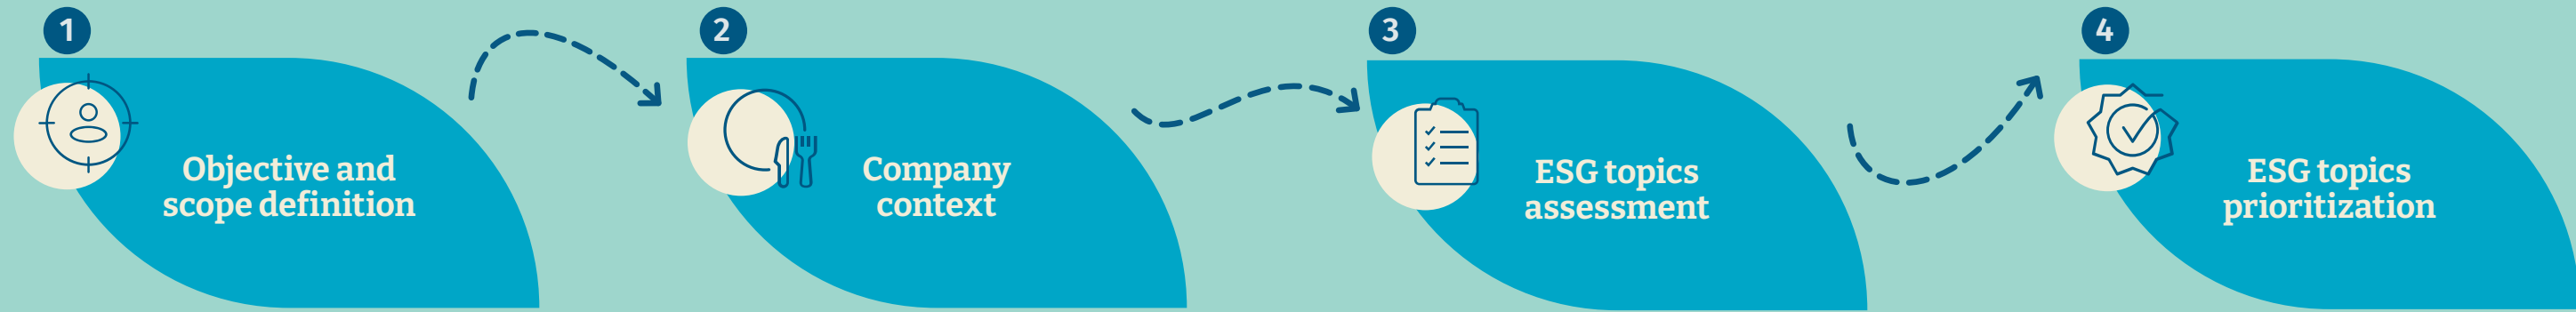 1
Objective and
scope definition
2
Company
context
3
ESG topics
assessment
4
ESG topics
prioritization